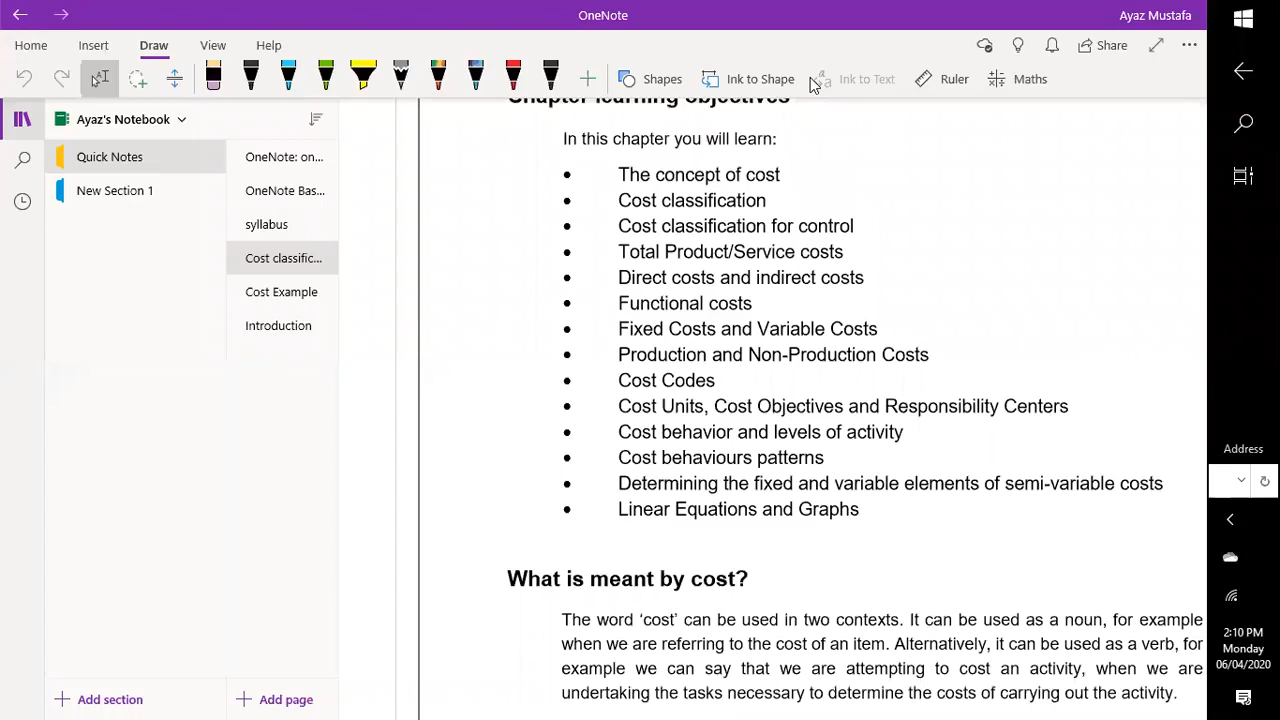 OneNote
Ayaz Mustafa
Home
Insert
Draw
View
Help
Share
Shapes
Ink to Shape
Ink to Text
Ruler
Maths
Ayaz's Notebook
Quick Notes
New Section 1
OneNote: on...
OneNote Bas...
syllabus
Cost classific...
Cost Example
Introduction
Add section
Add page
Chapter learning objectives
In this chapter you will learn:
• The concept of cost
• Cost classification
• Cost classification for control
• Total Product/Service costs
• Direct costs and indirect costs
• Functional costs
• Fixed Costs and Variable Costs
• Production and Non-Production Costs
• Cost Codes
• Cost Units, Cost Objectives and Responsibility Centers
• Cost behavior and levels of activity
• Cost behaviours patterns
• Determining the fixed and variable elements of semi-variable costs
• Linear Equations and Graphs
What is meant by cost?
The word ‘cost’ can be used in two contexts. It can be used as a noun, for example
when we are referring to the cost of an item. Alternatively, it can be used as a verb, for
example we can say that we are attempting to cost an activity, when we are
undertaking the tasks necessary to determine the costs of carrying out the activity.
Address
2:10 PM
Monday
06/04/2020